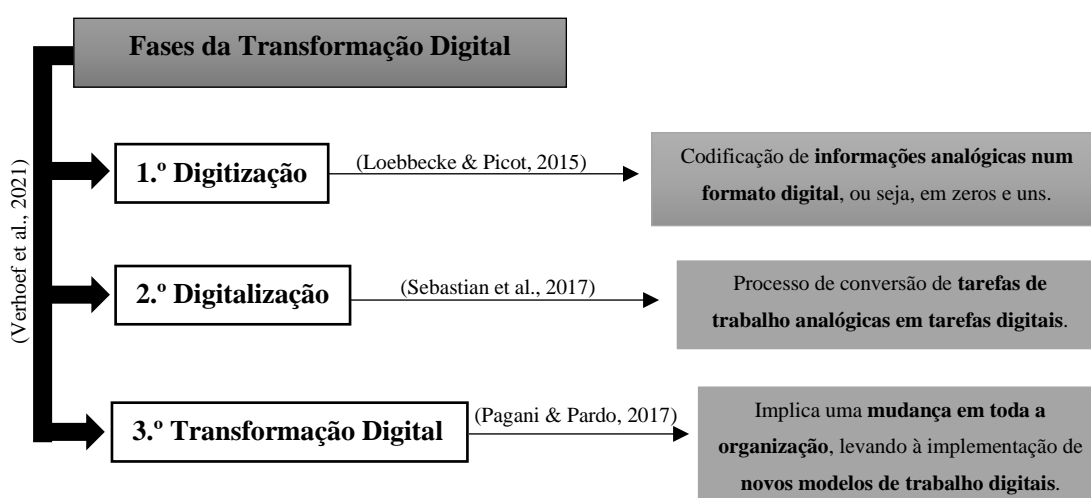 Fases da Transformação Digital
(Verhoef et al., 2021)
1.º Digitização
(Loebbecke & Picot, 2015)
Codificação de informações analógicas num
formato digital, ou seja, em zeros e uns.
2.º Digitalização
(Sebastian et al., 2017)
Processo de conversão de tarefas de
trabalho analógicas em tarefas digitais.
3.º Transformação Digital
(Pagani & Pardo, 2017)
Implica uma mudança em toda a
organização, levando à implementação de
novos modelos de trabalho digitais.